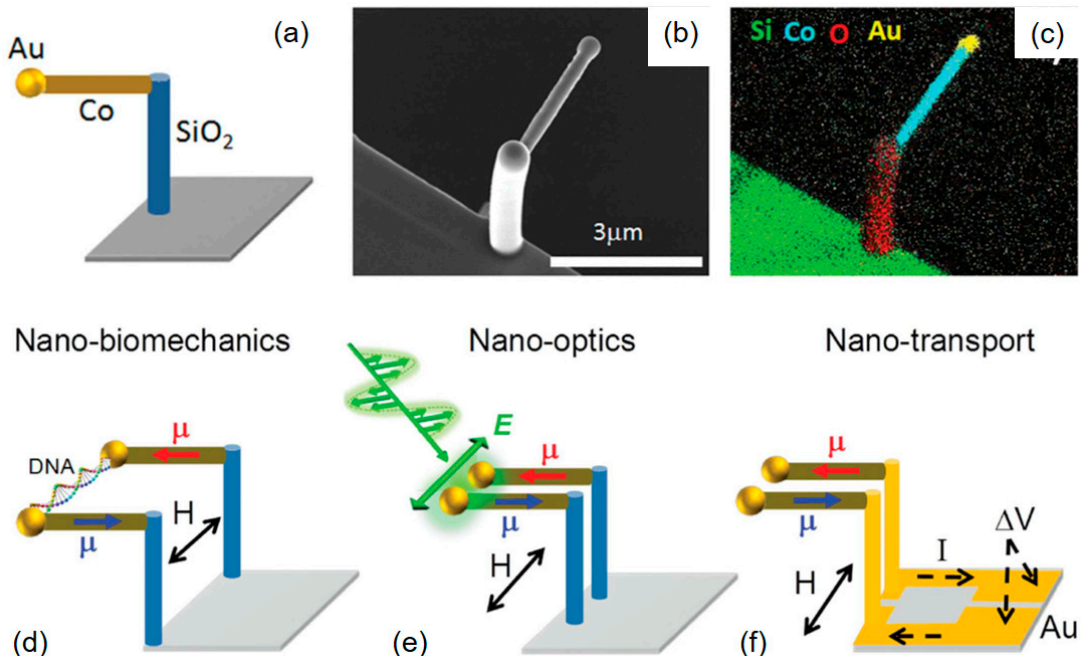 (a)
Au
Co
SiO2
(b)
3μm
Si Co O Au
(c)
Nano-biomechanics
DNA
μ
μ
H
(d)
Nano-optics
E
μ
μ
H
(e)
Nano-transport
μ
μ
H
I
ΔV
Au
(f)